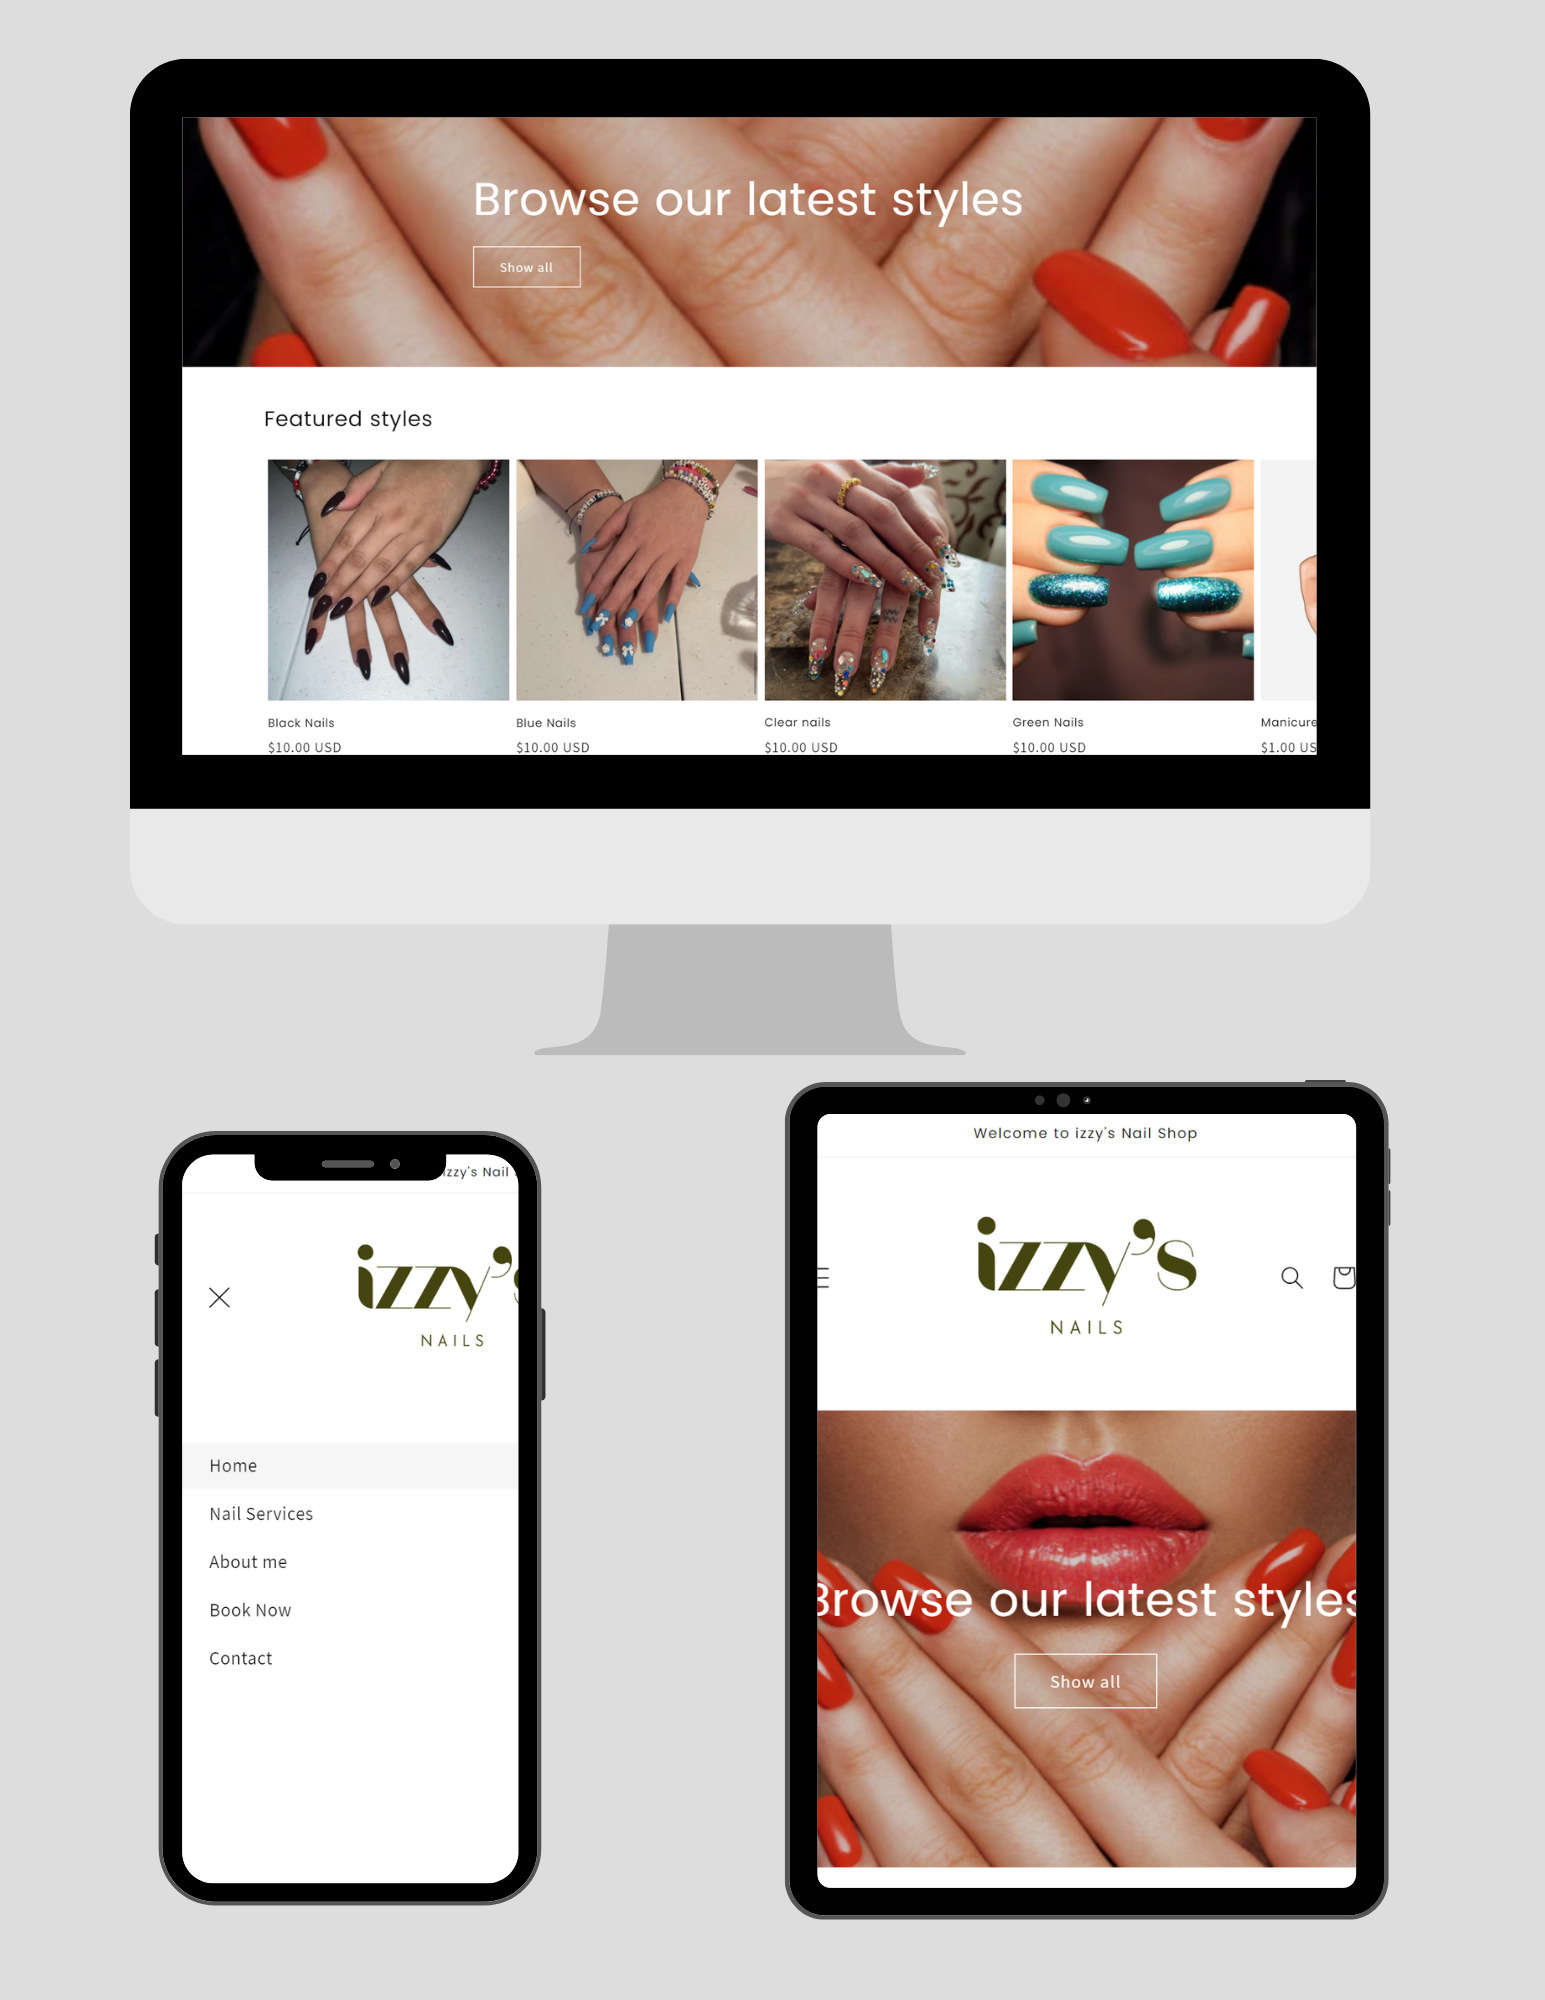 Browse our latest styles
Show all
Featured styles
Black Nails
$10.00 USD
Blue Nails
$10.00 USD
Clear nails
$10.00 USD
Green Nails
$10.00 USD
Manicure
$1.00 US
izzy's Nail
izzy's
NAILS
Home
Nail Services
About me
Book Now
Contact
Welcome to izzy's Nail Shop
izzy's
NAILS
Browse our latest styles
Show all